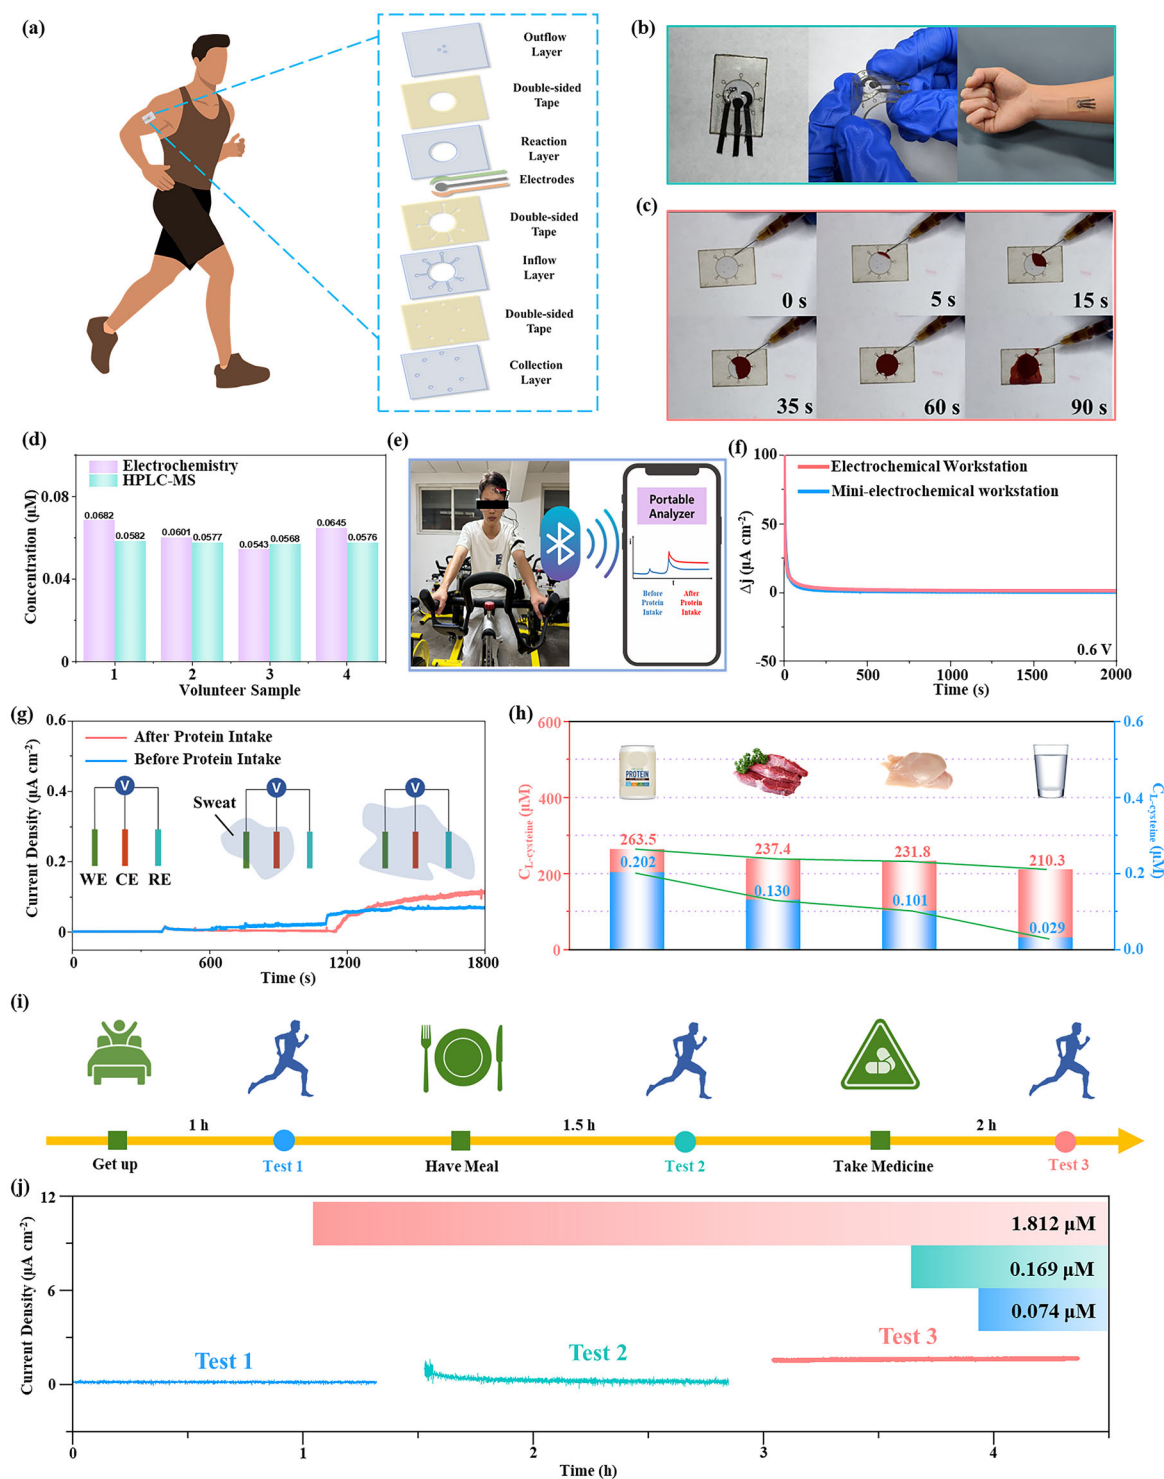 (a)
Outflow
Layer
Double-sided
Tape
Reaction
Layer
Electrodes
Double-sided
Tape
Inflow
Layer
Double-sided
Tape
Collection
Layer
(b)
(c)
0 s
5 s
15 s
35 s
60 s
90 s
(d)
Electrochemistry
HPLC-MS
Concentration (μM)
0.08
0.04
0
0.0682
0.0582
0.0601
0.0577
0.0543
0.0568
0.0645
0.0576
1
2
3
4
Volunteer Sample
(e)
Portable
Analyzer
t
Before
Protein
Intake
After
Protein
Intake
(f)
Electrochemical Workstation
Mini-electrochemical workstation
Δj (μA cm⁻²)
100
50
0
-50
0.6 V
0
500
1000
1500
2000
Time (s)
(g)
After Protein Intake
Before Protein Intake
Current Density (μA cm⁻²)
0.6
0.4
0.2
0
V
V
V
Sweat
WE
CE
RE
0
600
1200
1800
Time (s)
(h)
C_L-cysteine (μM)
600
400
200
0
PROTEIN
263.5
237.4
231.8
210.3
0.202
0.130
0.101
0.029
0.6
0.4
0.2
0.0
C_L-cysteine (μM)
(i)
1 h
1.5 h
2 h
Get up
Test 1
Have Meal
Test 2
Take Medicine
Test 3
(j)
Current Density (μA cm⁻²)
12
6
0
1.812 μM
0.169 μM
0.074 μM
Test 1
Test 2
Test 3
0
1
2
3
4
Time (h)